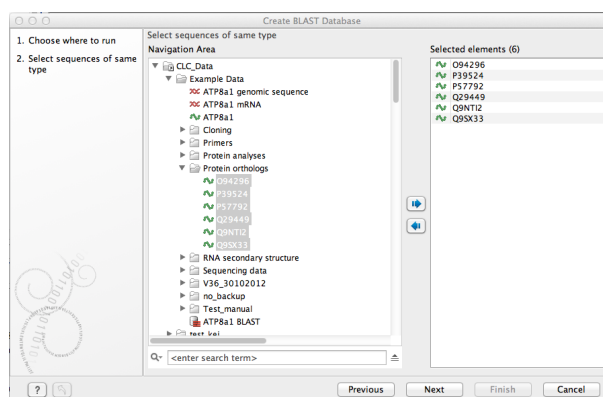 Create BLAST Database
1. Choose where to run
2. Select sequences of same
type
Select sequences of same type
Navigation Area
CLC_Data
Example Data
ATP8a1 genomic sequence
ATP8a1 mRNA
ATP8a1
Cloning
Primers
Protein analyses
Protein orthologs
O94296
P39524
P57792
Q29449
Q9NTI2
Q9SX33
RNA secondary structure
Sequencing data
V36_30102012
no_backup
Test_manual
ATP8a1 BLAST
test_kei
<enter search term>
Selected elements (6)
O94296
P39524
P57792
Q29449
Q9NTI2
Q9SX33
?
Previous
Next
Finish
Cancel